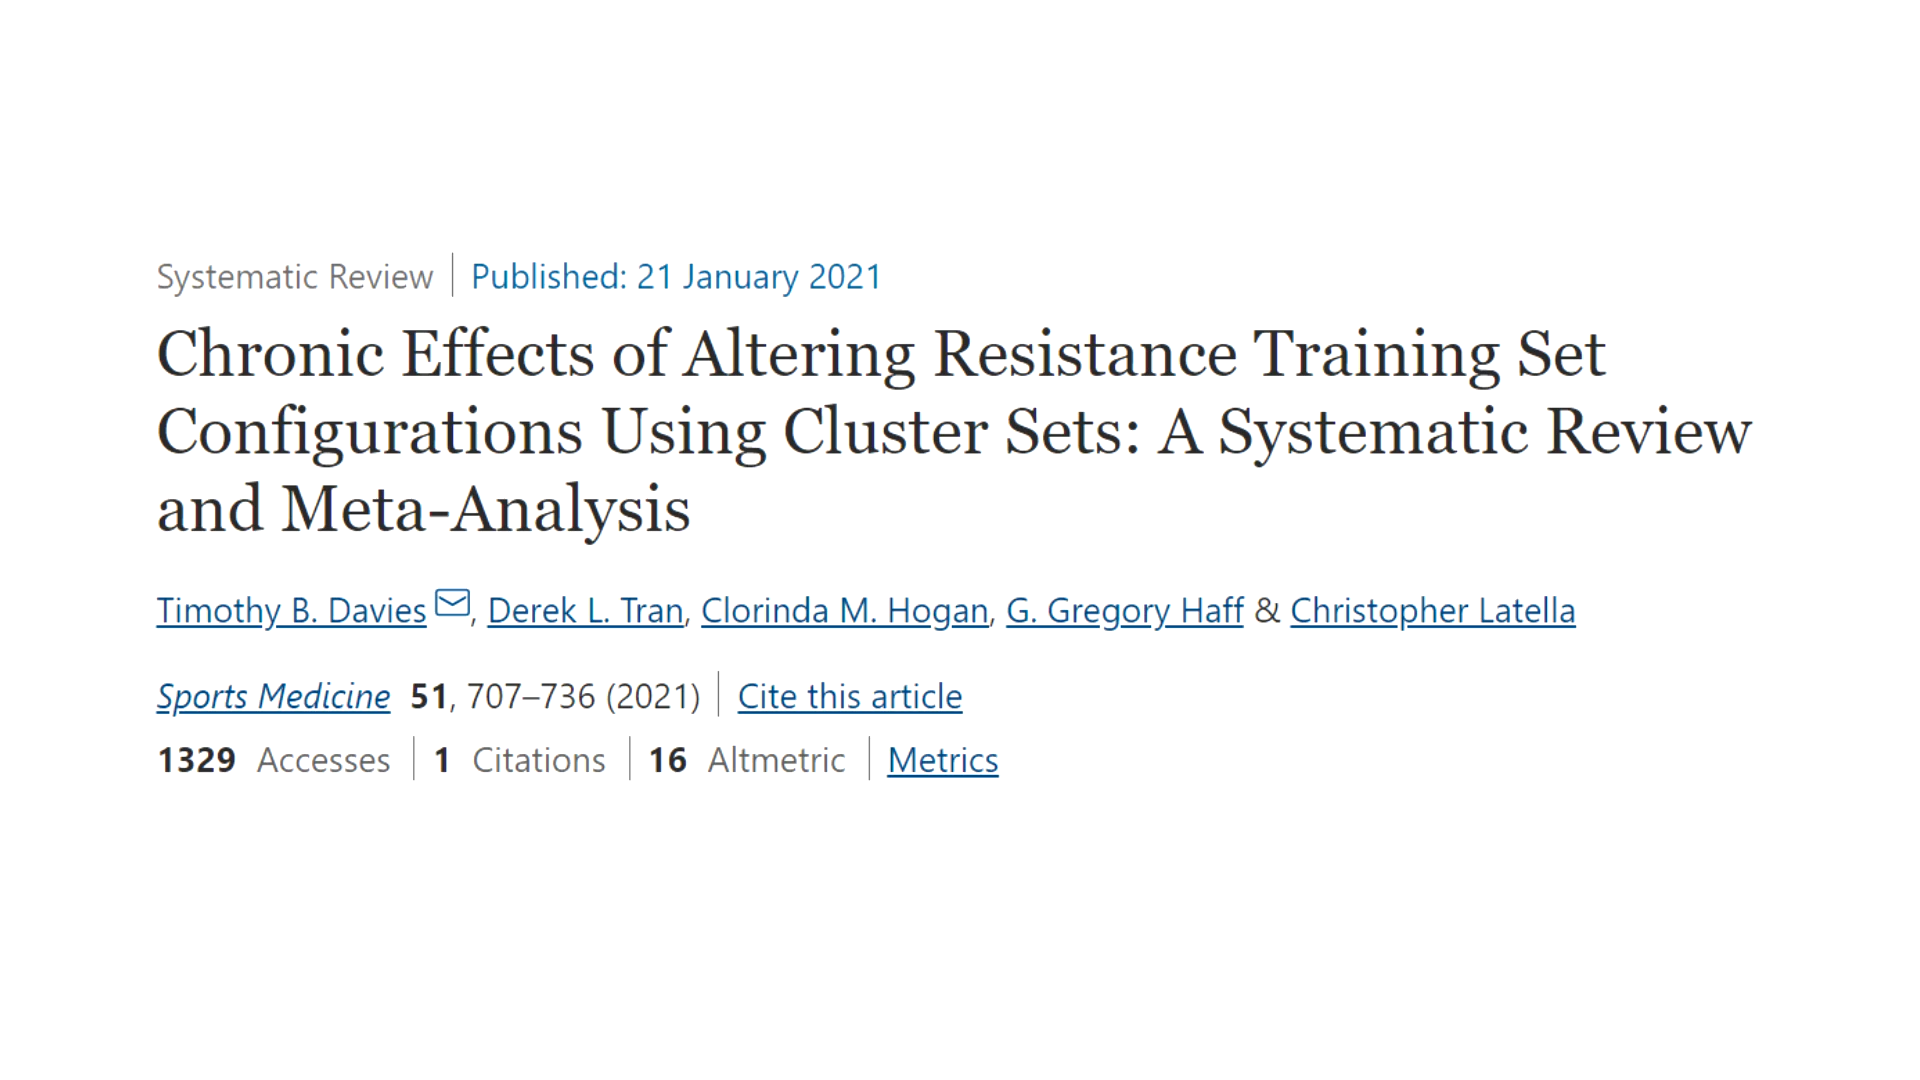 Systematic Review | Published: 21 January 2021
Chronic Effects of Altering Resistance Training Set
Configurations Using Cluster Sets: A Systematic Review
and Meta-Analysis
Timothy B. Davies, Derek L. Tran, Clorinda M. Hogan, G. Gregory Haff & Christopher Latella
Sports Medicine 51, 707–736 (2021) | Cite this article
1329 Accesses | 1 Citations | 16 Altmetric | Metrics